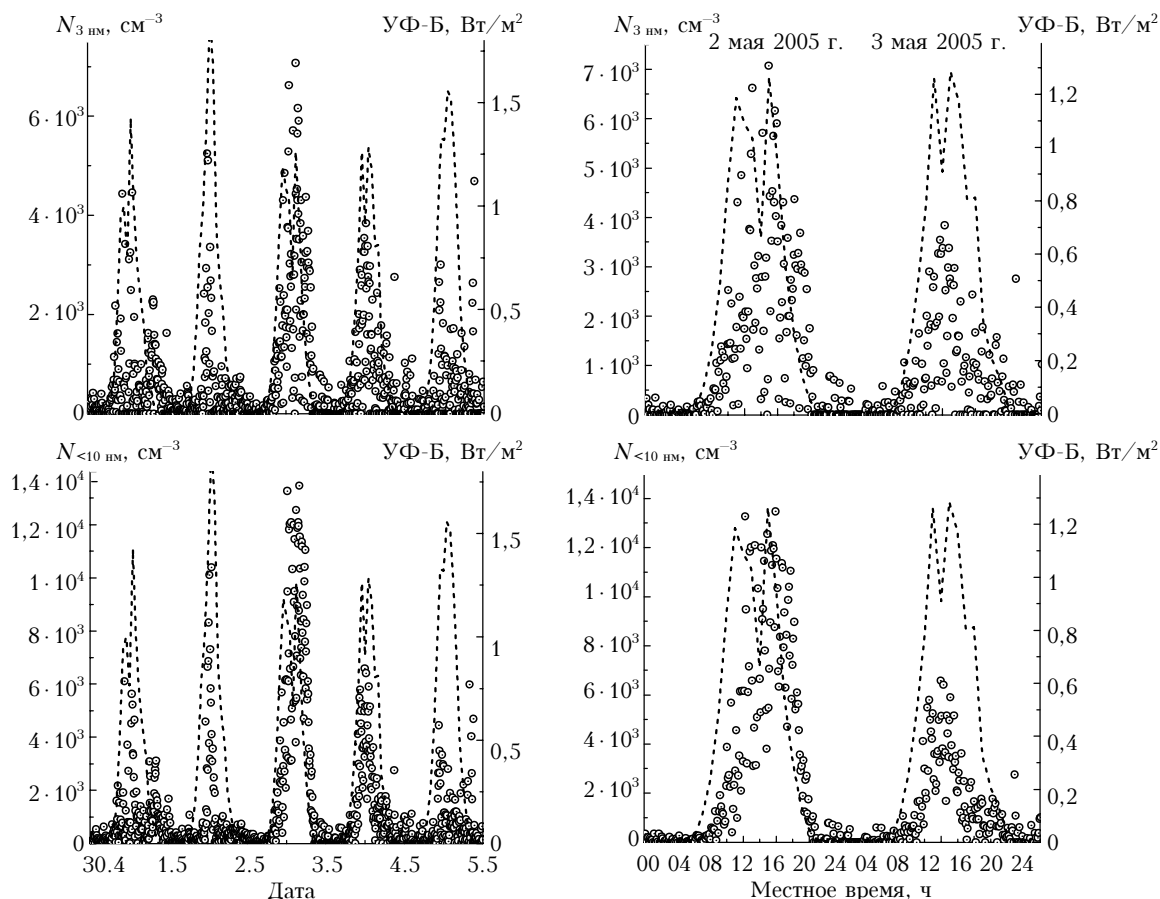 N₃ нм, см⁻³
УФ-Б, Вт/м²
6 · 10³
4 · 10³
2 · 10³
0
1,5
1
0,5
0
N₃ нм, см⁻³
2 мая 2005 г.
3 мая 2005 г.
УФ-Б, Вт/м²
7 · 10³
6 · 10³
5 · 10³
4 · 10³
3 · 10³
2 · 10³
1 · 10³
0
1,2
1
0,8
0,6
0,4
0,2
0
N<10 нм, см⁻³
УФ-Б, Вт/м²
1,4 · 10⁴
1,2 · 10⁴
1 · 10⁴
8 · 10³
6 · 10³
4 · 10³
2 · 10³
0
1,5
1
0,5
0
30.4 1.5 2.5 3.5 4.5 5.5
Дата
N<10 нм, см⁻³
УФ-Б, Вт/м²
1,4 · 10⁴
1,2 · 10⁴
1 · 10⁴
8 · 10³
6 · 10³
4 · 10³
2 · 10³
0
1,2
1
0,8
0,6
0,4
0,2
0
00 04 08 12 16 20 04 08 12 16 20 24
Местное время, ч